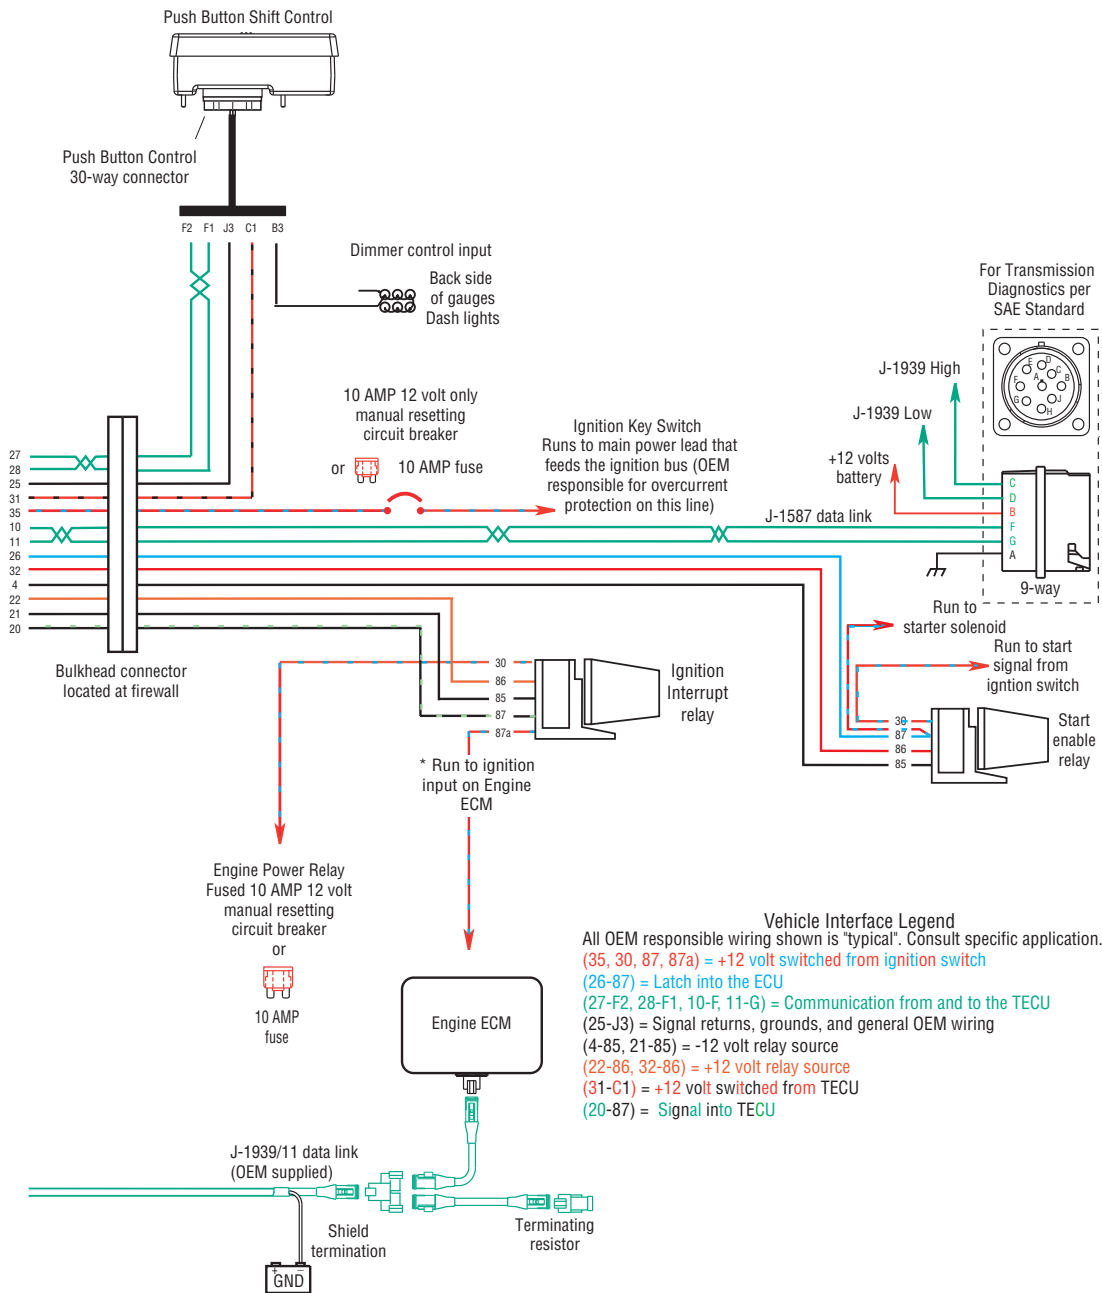 Push Button Shift Control
Push Button Control
30-way connector
F2 F1 J3 C1 B3
Dimmer control input
Back side
of gauges
Dash lights
For Transmission
Diagnostics per
SAE Standard
E D
F A C B
G J
H
J-1939 High
J-1939 Low
+12 volts
battery
10 AMP 12 volt only
manual resetting
circuit breaker
or 10 AMP fuse
Ignition Key Switch
Runs to main power lead that
feeds the ignition bus (OEM
responsible for overcurrent
protection on this line)
J-1587 data link
C
D
B
F
G
A
9-way
27
28
25
31
35
10
11
26
32
4
22
21
20
Bulkhead connector
located at firewall
30
86
85
87
87a
Ignition
Interrupt
relay
Run to
starter solenoid
Run to start
signal from
igntion switch
30
87
86
85
Start
enable
relay
* Run to ignition
input on Engine
ECM
Engine Power Relay
Fused 10 AMP 12 volt
manual resetting
circuit breaker
or
10 AMP
fuse
Engine ECM
Vehicle Interface Legend
All OEM responsible wiring shown is "typical". Consult specific application.
(35, 30, 87, 87a) = +12 volt switched from ignition switch
(26-87) = Latch into the ECU
(27-F2, 28-F1, 10-F, 11-G) = Communication from and to the TECU
(25-J3) = Signal returns, grounds, and general OEM wiring
(4-85, 21-85) = -12 volt relay source
(22-86, 32-86) = +12 volt relay source
(31-C1) = +12 volt switched from TECU
(20-87) = Signal into TECU
J-1939/11 data link
(OEM supplied)
Shield
termination
Terminating
resistor
+ −
GND